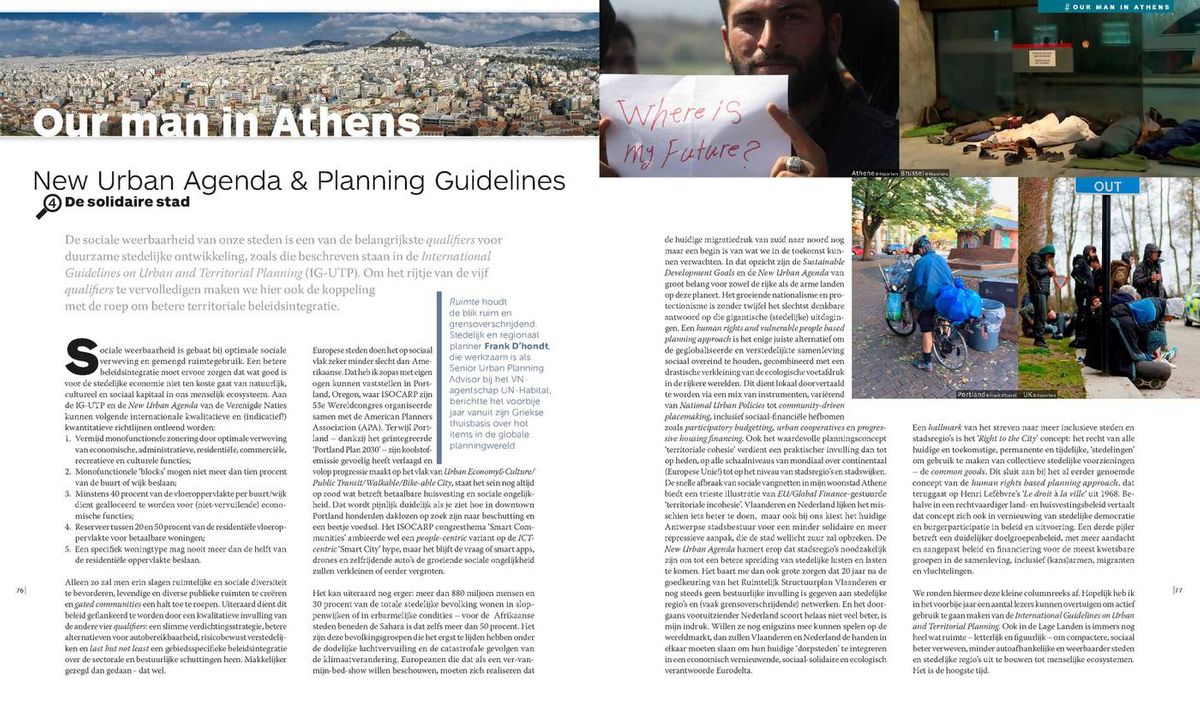 # OUR MAN IN ATHENS
Our man in Athens
New Urban Agenda & Planning Guidelines
4 De solidaire stad
De sociale weerbaarheid van onze steden is een van de belangrijkste qualifiers voor
duurzame stedelijke ontwikkeling, zoals die beschreven staan in de International
Guidelines on Urban and Territorial Planning (IG-UTP). Om het rijtje van de vijf
qualifiers te vervolledigen maken we hier ook de koppeling
met de roep om betere territoriale beleidsintegratie.
Sociale weerbaarheid is gebaat bij optimale sociale
verweving en gemengd ruimtegebruik. Een betere
beleidsintegratie moet ervoor zorgen dat wat goed is
voor de stedelijke economie niet ten koste gaat van natuurlijk,
cultureel en sociaal kapitaal in ons menselijk ecosysteem. Aan
de IG-UTP en de New Urban Agenda van de Verenigde Naties
kunnen volgende internationale kwalitatieve en (indicatief!)
kwantitatieve richtlijnen ontleend worden:
1. Vermijd monofunctionele zonering door optimale verweving
van economische, administratieve, residentiële, commerciële,
recreatieve en culturele functies;
2. Monofunctionele 'blocks' mogen niet meer dan tien procent
van de buurt of wijk beslaan;
3. Minstens 40 procent van de vloeroppervlakte per buurt/wijk
dient gealloceerd te worden voor (niet-vervuilende) econo-
mische functies;
4. Reserveer tussen 20 en 50 procent van de residentiële vloerop-
pervlakte voor betaalbare woningen;
5. Een specifiek woningtype mag nooit meer dan de helft van
de residentiële oppervlakte beslaan.
Alleen zo zal men erin slagen ruimtelijke en sociale diversiteit
te bevorderen, levendige en diverse publieke ruimten te creëren
en gated communities een halt toe te roepen. Uiteraard dient dit
beleid geflankeerd te worden door een kwalitatieve invulling van
de andere vier qualifiers: een slimme verdichtingsstrategie, betere
alternatieven voor autobereikbaarheid, risicobewust verstedelij-
ken en last but not least een gebiedsspecifieke beleidsintegratie
over de sectorale en bestuurlijke schuttingen heen. Makkelijker
gezegd dan gedaan - dat wel.
Europese steden doen het op sociaal
vlak zeker minder slecht dan Ame-
rikaanse. Dat heb ik zopas met eigen
ogen kunnen vaststellen in Port-
land, Oregon, waar ISOCARP zijn
53e Wereldcongres organiseerde
samen met de American Planners
Association (APA). Terwijl Port-
land – dankzij het geïntegreerde
'Portland Plan 2030' – zijn koolstof-
emissie gevoelig heeft verlaagd en
volop progressie maakt op het vlak van Urban Economy& Culture/
Public Transit/Walkable/Bike-able City, staat het sein nog altijd
op rood wat betreft betaalbare huisvesting en sociale ongelijk-
heid. Dat wordt pijnlijk duidelijk als je ziet hoe in downtown
Portland honderden daklozen op zoek zijn naar beschutting en
een beetje voedsel. Het ISOCARP congresthema 'Smart Com-
munities' ambieerde wel een people-centric variant op de ICT-
centric 'Smart City' hype, maar het blijft de vraag of smart apps,
drones en zelfrijdende auto's de groeiende sociale ongelijkheid
zullen verkleinen of eerder vergroten.
Het kan uiteraard nog erger: meer dan 880 miljoen mensen en
30 procent van de totale stedelijke bevolking wonen in slop-
penwijken of in erbarmelijke condities – voor de Afrikaanse
steden beneden de Sahara is dat zelfs meer dan 50 procent. Het
zijn deze bevolkingsgroepen die het ergst te lijden hebben onder
de dodelijke luchtvervuiling en de catastrofale gevolgen van
de klimaatverandering. Europeanen die dat als een ver-van-
mijn-bed-show willen beschouwen, moeten zich realiseren dat
Ruimte houdt
de blik ruim en
grensoverschrijdend.
Stedelijk en regionaal
planner Frank D'hondt,
die werkzaam is als
Senior Urban Planning
Advisor bij het VN-
agentschap UN-Habitat,
berichtte het voorbije
jaar vanuit zijn Griekse
thuisbasis over hot
items in de globale
planningwereld.
76|
Where is
my Future?
Athene © Reporters
Brussel © Reporters
OUT
Portland © Frank D'hondt
UK © Reporters
de huidige migratiedruk van zuid naar noord nog
maar een begin is van wat we in de toekomst kun-
nen verwachten. In dat opzicht zijn de Sustainable
Development Goals en de New Urban Agenda van
groot belang voor zowel de rijke als de arme landen
op deze planeet. Het groeiende nationalisme en pro-
tectionisme is zonder twijfel het slechtst denkbare
antwoord op die gigantische (stedelijke) uitdagin-
gen. Een human rights and vulnerable people based
planning approach is het enige juiste alternatief om
de geglobaliseerde en verstedelijkte samenleving
sociaal overeind te houden, gecombineerd met een
drastische verkleining van de ecologische voetafdruk
in de rijkere werelden. Dit dient lokaal doorvertaald
te worden via een mix van instrumenten, variërend
van National Urban Policies tot community-driven
placemaking, inclusief sociaal-financiële hefbomen
zoals participatory budgetting, urban cooperatives en progres-
sive housing financing. Ook het waardevolle planningsconcept
'territoriale cohesie' verdient een praktischer invulling dan tot
op heden, op alle schaalniveaus van mondiaal over continentaal
(Europese Unie!) tot op het niveau van stadsregio's en stadswijken.
De snelle afbraak van sociale vangnetten in mijn woonstad Athene
biedt een trieste illustratie van EU/Global Finance-gestuurde
'territoriale incohesie'. Vlaanderen en Nederland lijken het mis-
schien iets beter te doen, maar ook bij ons kiest het huidige
Antwerpse stadsbestuur voor een minder solidaire en meer
repressieve aanpak, die de stad wellicht zuur zal opbreken. De
New Urban Agenda hamert erop dat stadsregio's noodzakelijk
zijn om tot een betere spreiding van stedelijke lusten en lasten
te komen. Het baart me dan ook grote zorgen dat 20 jaar na de
goedkeuring van het Ruimtelijk Structuurplan Vlaanderen er
nog steeds geen bestuurlijke invulling is gegeven aan stedelijke
regio's en (vaak grensoverschrijdende) netwerken. En het door-
gaans vooruitziender Nederland scoort helaas niet veel beter, is
mijn indruk. Willen ze nog enigszins mee kunnen spelen op de
wereldmarkt, dan zullen Vlaanderen en Nederland de handen in
elkaar moeten slaan om hun huidige 'dorpsteden' te integreren
in een economisch vernieuwende, sociaal-solidair en ecologisch
verantwoorde Eurodelta.
Een hallmark van het streven naar meer inclusieve steden en
stadsregio's is het 'Right to the City' concept: het recht van alle
huidige en toekomstige, permanente en tijdelijke, 'stedelingen'
om gebruik te maken van collectieve stedelijke voorzieningen
– de commons goods. Dit sluit aan bij het al eerder genoemde
concept van de human rights based planning approach, dat
teruggaat op Henri Lefèbvre's 'Le droit à la ville' uit 1968. Be-
halve in een rechtvaardiger land- en huisvestingsbeleid vertaalt
dat concept zich ook in vernieuwing van stedelijke democratie
en burgerparticipatie in beleid en uitvoering. Een derde pijler
betreft een duidelijker doelgroepenbeleid, met meer aandacht
en aangepast beleid en financiering voor de meest kwetsbare
groepen in de samenleving, inclusief (kans)armen, migranten
en vluchtelingen.
We ronden hiermee deze kleine columnreeks af. Hopelijk heb ik
in het voorbije jaar een aantal lezers kunnen overtuigen om actief
gebruik te gaan maken van de International Guidelines on Urban
and Territorial Planning. Ook in de Lage Landen is immers nog
heel wat ruimte – letterlijk en figuurlijk – om compactere, sociaal
beter verweven, minder autoafhankelijke en weerbaarder steden
en stedelijke regio's uit te bouwen tot menselijke ecosystemen.
Het is de hoogste tijd.
|77